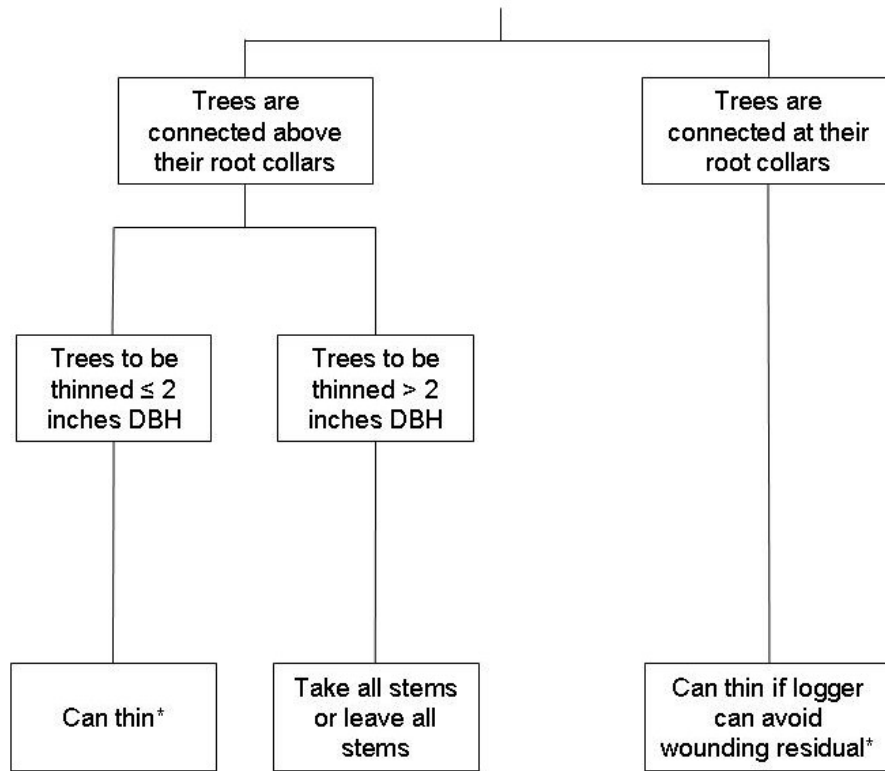 Trees are
connected above
their root collars
Trees are
connected at their
root collars
Trees to be
thinned ≤ 2
inches DBH
Trees to be
thinned > 2
inches DBH
Can thin*
Take all stems
or leave all
stems
Can thin if logger
can avoid
wounding residual*